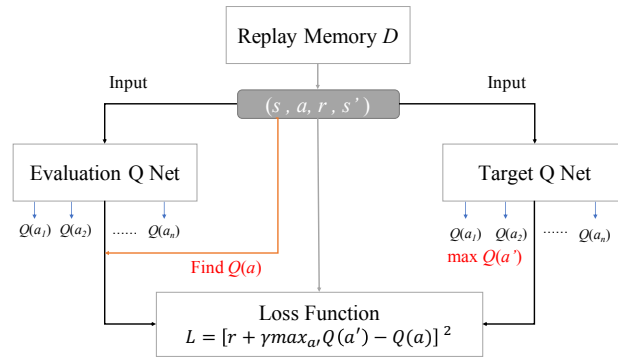 Replay Memory D
Input
Input
(s , a, r , s’)
Evaluation Q Net
Target Q Net
Q(a₁) Q(a₂) ...... Q(aₙ)
Q(a₁) Q(a₂) ...... Q(aₙ)
Find Q(a)
max Q(a’)
Loss Function
L = [r + γmaxₐ′Q(a′) − Q(a)] ²